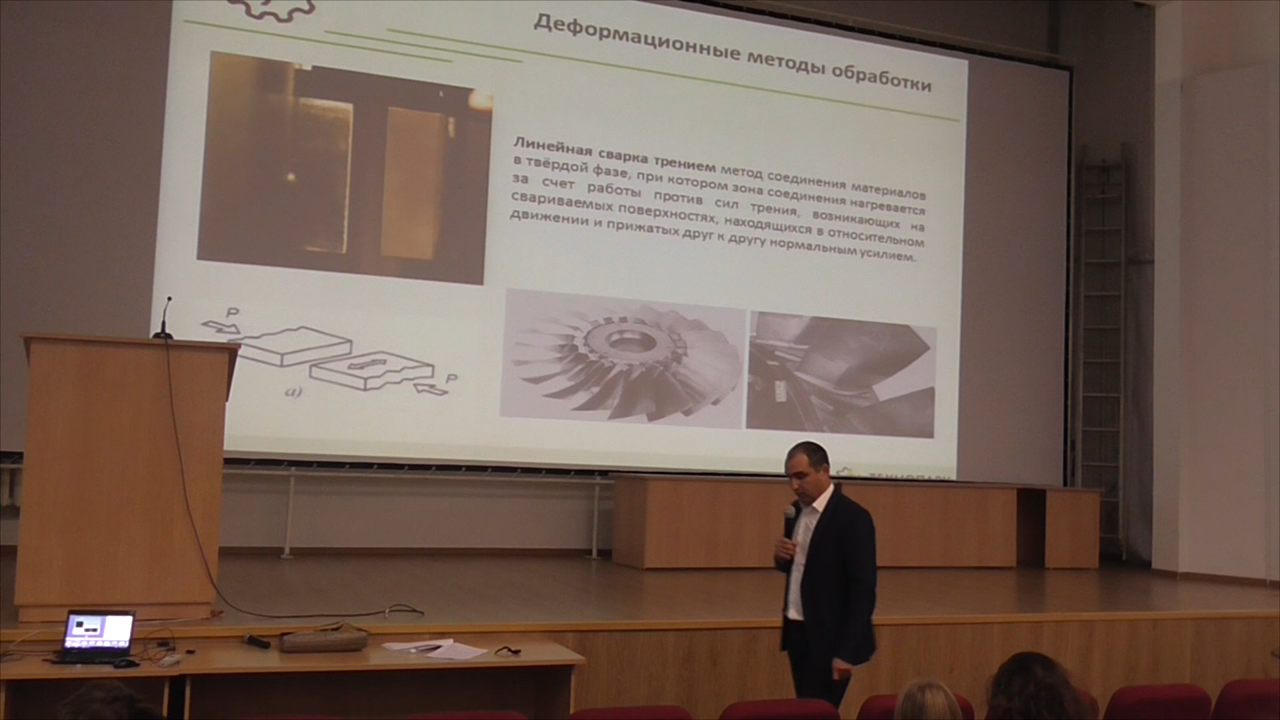 Деформационные методы обработки
Линейная сварка трением метод соединения материалов
в твёрдой фазе, при котором зона соединения нагревается
за счет работы против сил трения, возникающих на
свариваемых поверхностях, находящихся в относительном
движении и прижатых друг к другу нормальным усилием.
P
P
а)
ТЕХНОПАРК